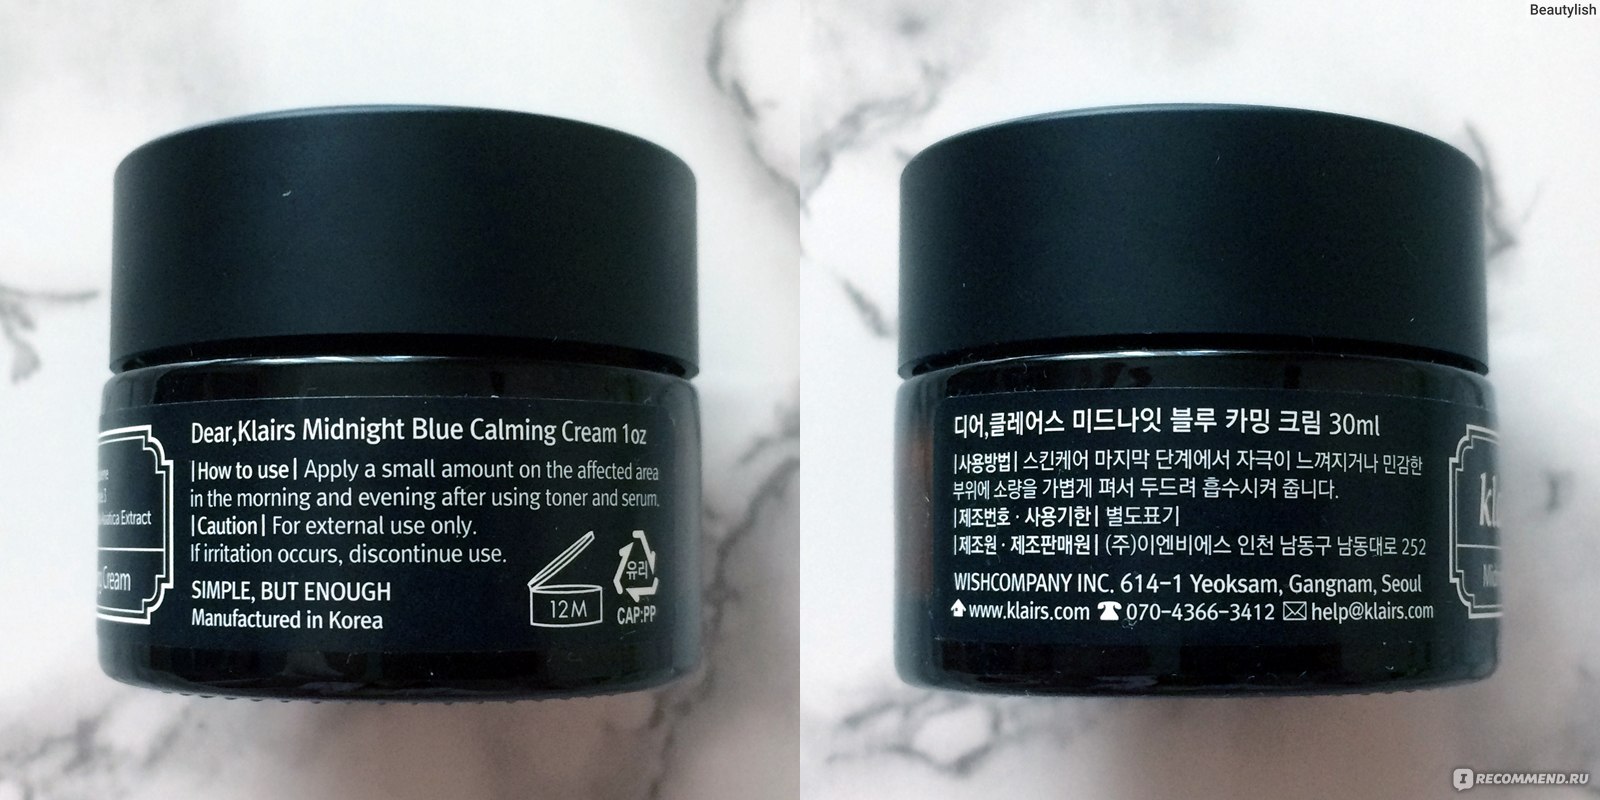 Beautylish
Dear,Klairs Midnight Blue Calming Cream 1oz
|How to use| Apply a small amount on the affected area
in the morning and evening after using toner and serum.
|Caution| For external use only.
If irritation occurs, discontinue use.
SIMPLE, BUT ENOUGH
Manufactured in Korea
Extract
Cream
12M
유리
CAP:PP
디어,클레어스 미드나잇 블루 카밍 크림 30ml
|사용방법| 스킨케어 마지막 단계에서 자극이 느껴지거나 민감한
부위에 소량을 가볍게 펴서 두드려 흡수시켜 줍니다.
|제조번호 · 사용기한| 별도표기
|제조원 · 제조판매원| (주)이엔비에스 인천 남동구 남동대로 252
WISHCOMPANY INC. 614-1 Yeoksam, Gangnam, Seoul
www.klairs.com 070-4366-3412 help@klairs.com
IRECOMMEND.RU